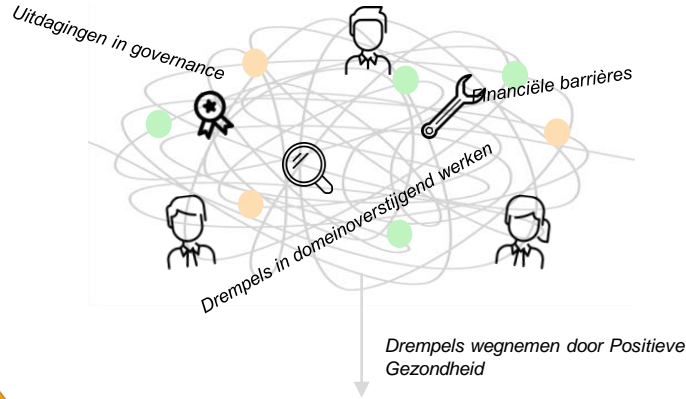 Uitdagingen in governance
Financiële barrières
Drempels in domeinoverstijgend werken
Drempels wegnemen door Positieve
Gezondheid